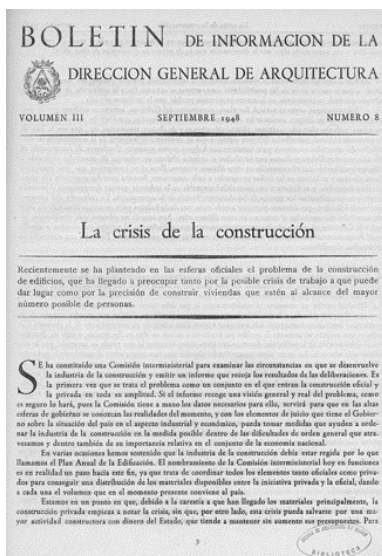 BOLETIN DE INFORMACION DE LA
DIRECCION GENERAL DE ARQUITECTURA
VOLUMEN III SEPTIEMBRE 1948 NUMERO 8
La crisis de la construcción
Recientemente se ha planteado en las esferas oficiales el problema de la construcción
de edificios, que ha llegado a preocupar tanto por la posible crisis de trabajo a que puede
dar lugar como por la precisión de construir viviendas que estén al alcance del mayor
número posible de personas.
SE ha constituído una Comisión interministerial para examinar las circunstancias en que se desenvuelve
la industria de la construcción y emitir un informe que recoja los resultados de las deliberaciones. Es
la primera vez que se trata el problema como un conjunto en el que entran la construcción oficial y
la privada en toda su amplitud. Si el informe recoge una visión general y real del problema, como
es seguro lo hará, pues la Comisión tiene a mano los datos necesarios para ello, servirá para que en las altas
esferas de gobierno se conozcan las realidades del momento, y con los elementos de juicio que tiene el Gobier-
no sobre la situación del país en el aspecto industrial y económico, pueda tomar medidas que ayuden a orde-
nar la industria de la construcción en la medida posible dentro de las dificultades de orden general que atra-
vesamos y dentro también de su importancia relativa en el conjunto de la economía nacional.
En varias ocasiones hemos sostenido que la industria de la construcción debía estar regida por lo que
llamamos el Plan Anual de la Edificación. El nombramiento de la Comisión interministerial hoy en funciones
es en realidad un paso hacia este fin, ya que trata de coordinar todos los elementos tanto oficiales como priva-
dos para conseguir una distribución de los materiales disponibles entre la iniciativa privada y la oficial, dando
a cada una el volumen que en el momento presente conviene al país.
Estamos en un punto en que, debido a la carestía a que han llegado los materiales principalmente, la
construcción privada empieza a notar la crisis, sin que, por otro lado, esta crisis pueda salvarse por una ma-
yor actividad constructora con dinero del Estado, que tiende a mantener sin aumento sus presupuestos. Para
3
BIBLIOTECA